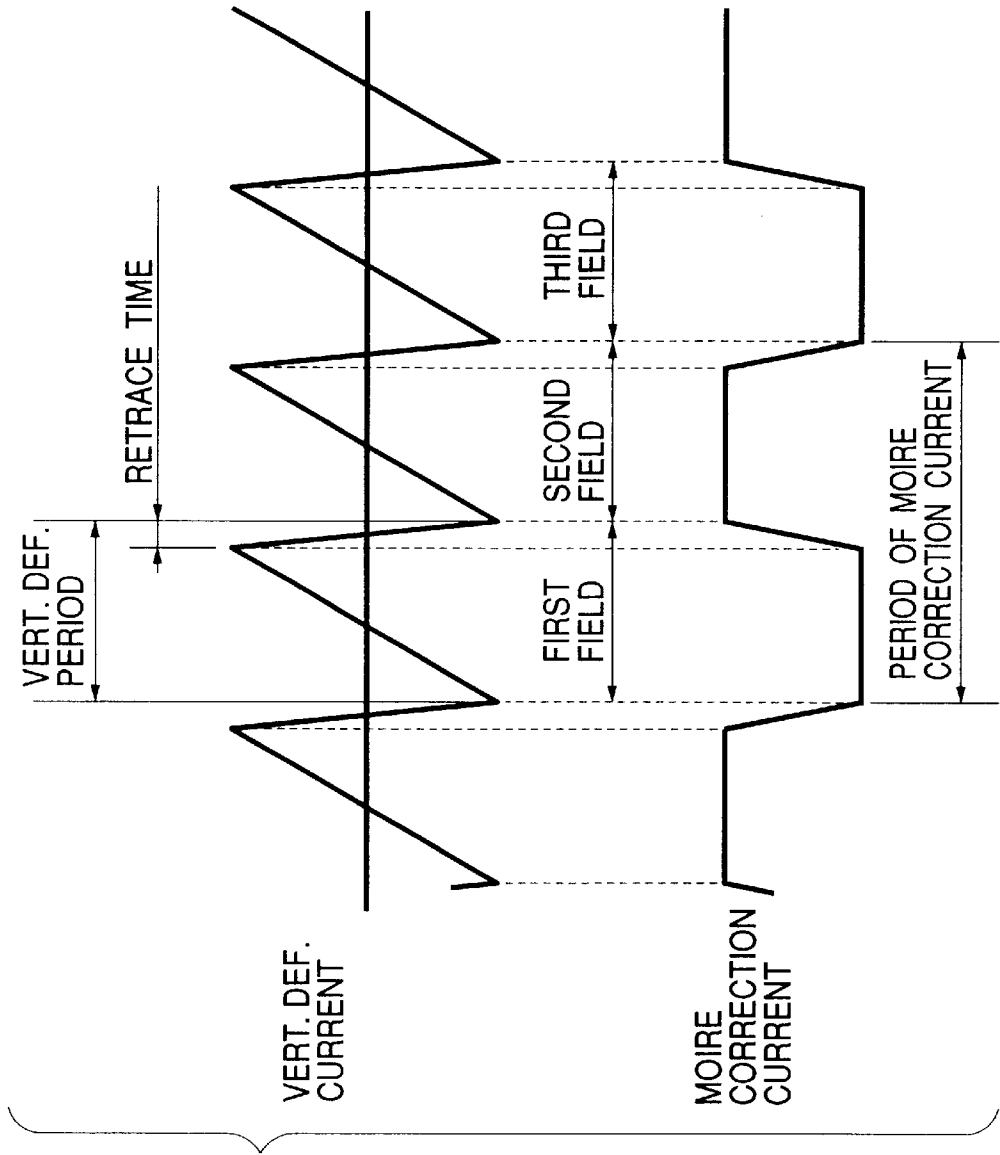 VERT. DEF.
PERIOD
RETRACE TIME
VERT. DEF.
CURRENT
FIRST
FIELD
SECOND
FIELD
THIRD
FIELD
MOIRE
CORRECTION
CURRENT
PERIOD OF MOIRE
CORRECTION CURRENT